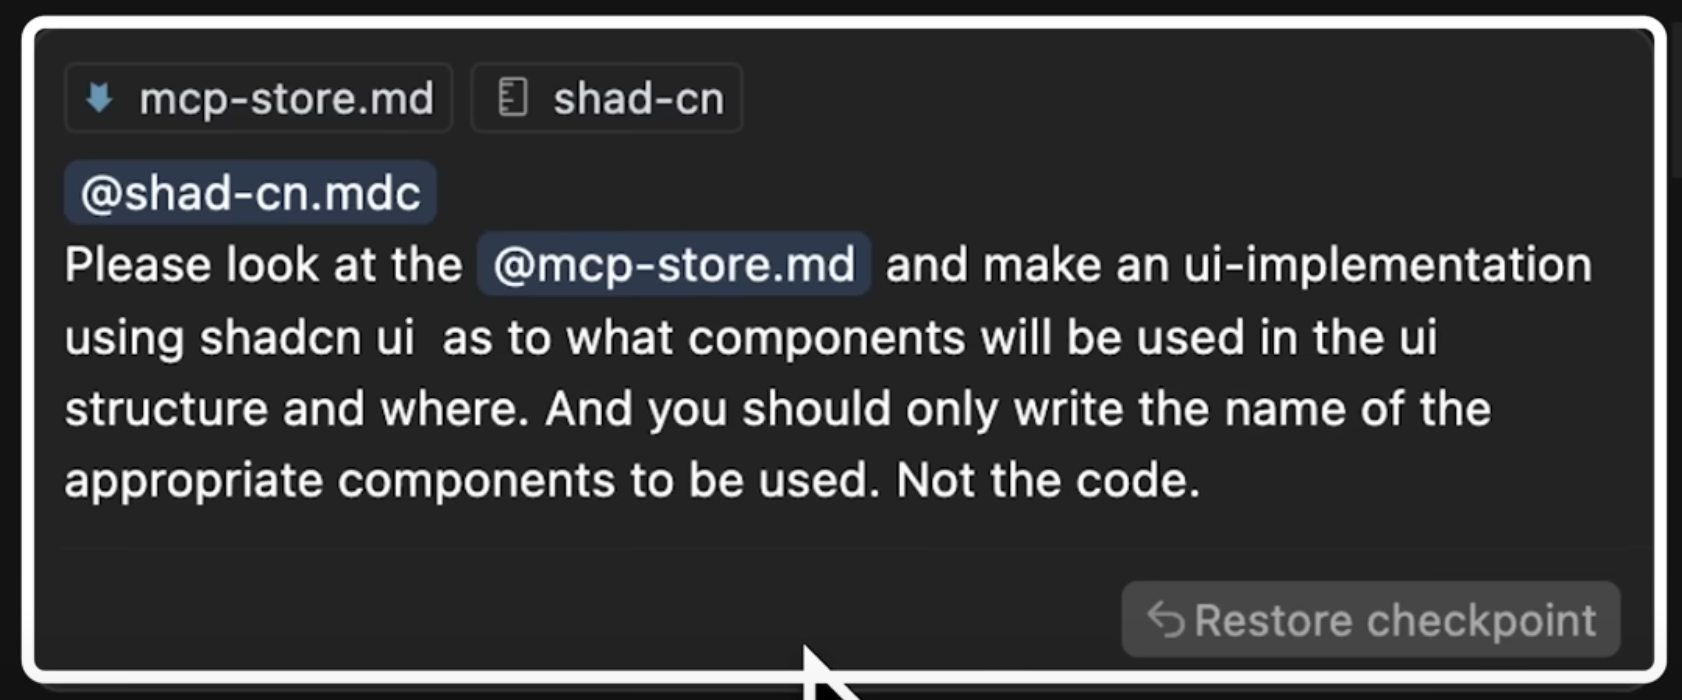 mcp-store.md shad-cn
@shad-cn.mdc
Please look at the @mcp-store.md and make an ui-implementation
using shadcn ui  as to what components will be used in the ui
structure and where. And you should only write the name of the
appropriate components to be used. Not the code.
Restore checkpoint